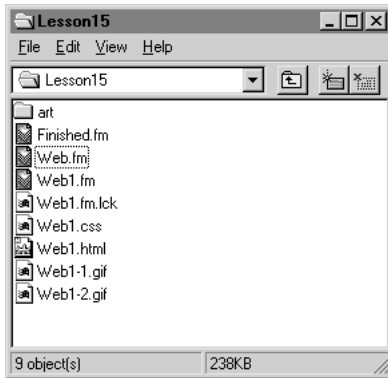 Lesson15
File Edit View Help
Lesson15
art
Finished.fm
Web.fm
Web1.fm
Web1.fm.lck
Web1.css
Web1.html
Web1-1.gif
Web1-2.gif
9 object(s) 238KB